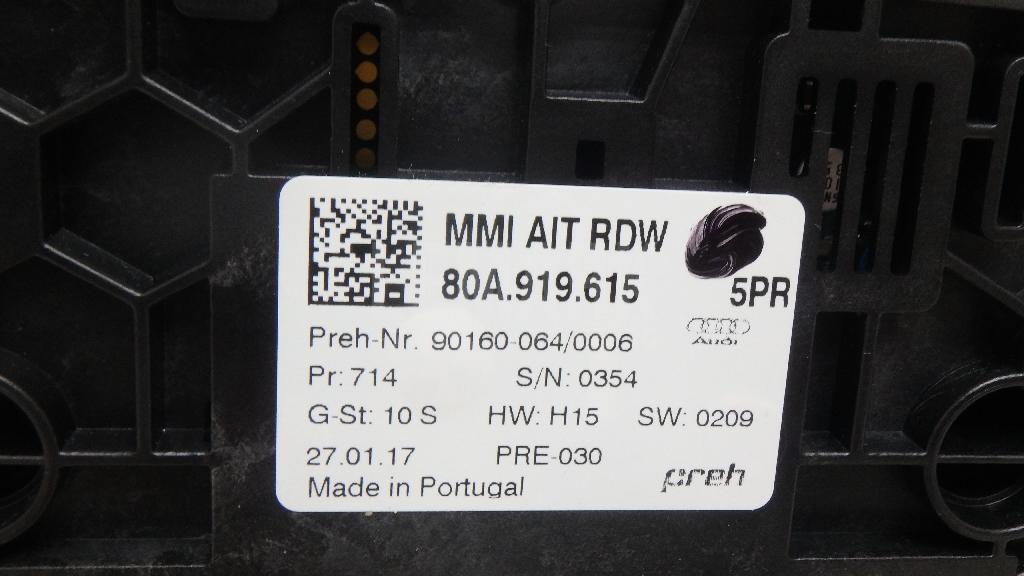 MMI AIT RDW
80A.919.615 5PR
Audi
Preh-Nr. 90160-064/0006
Pr: 714 S/N: 0354
G-St: 10 S HW: H15 SW: 0209
27.01.17 PRE-030
Made in Portugal preh